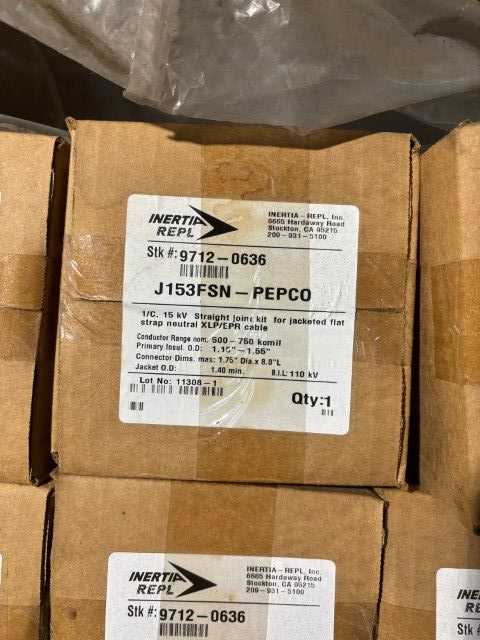 INERTIA
REPL
INERTIA - REPL, Inc.
6665 Hardaway Road
Stockton, CA 95215
209-931-5100
Stk #: 9712-0636
J153FSN-PEPCO
1/C. 15 kV Straight joint kit for jacketed flat
strap neutral XLP/EPR cable
Conductor Range nom. 500 - 750 kcmil
Primary Insul. O.D: 1.15" - 1.55"
Connector Dims. max: 1.75" Dia.x 8.0"L
Jacket O.D: 1.40 min. B.I.L: 110 kV
Lot No: 11308-1
Qty:1
INERTIA
REPL
INERTIA - REPL, Inc.
6665 Hardaway Road
Stockton, CA 95215
209-931-5100
Stk #: 9712-0636
INERTIA
REPL
Stk #: 9